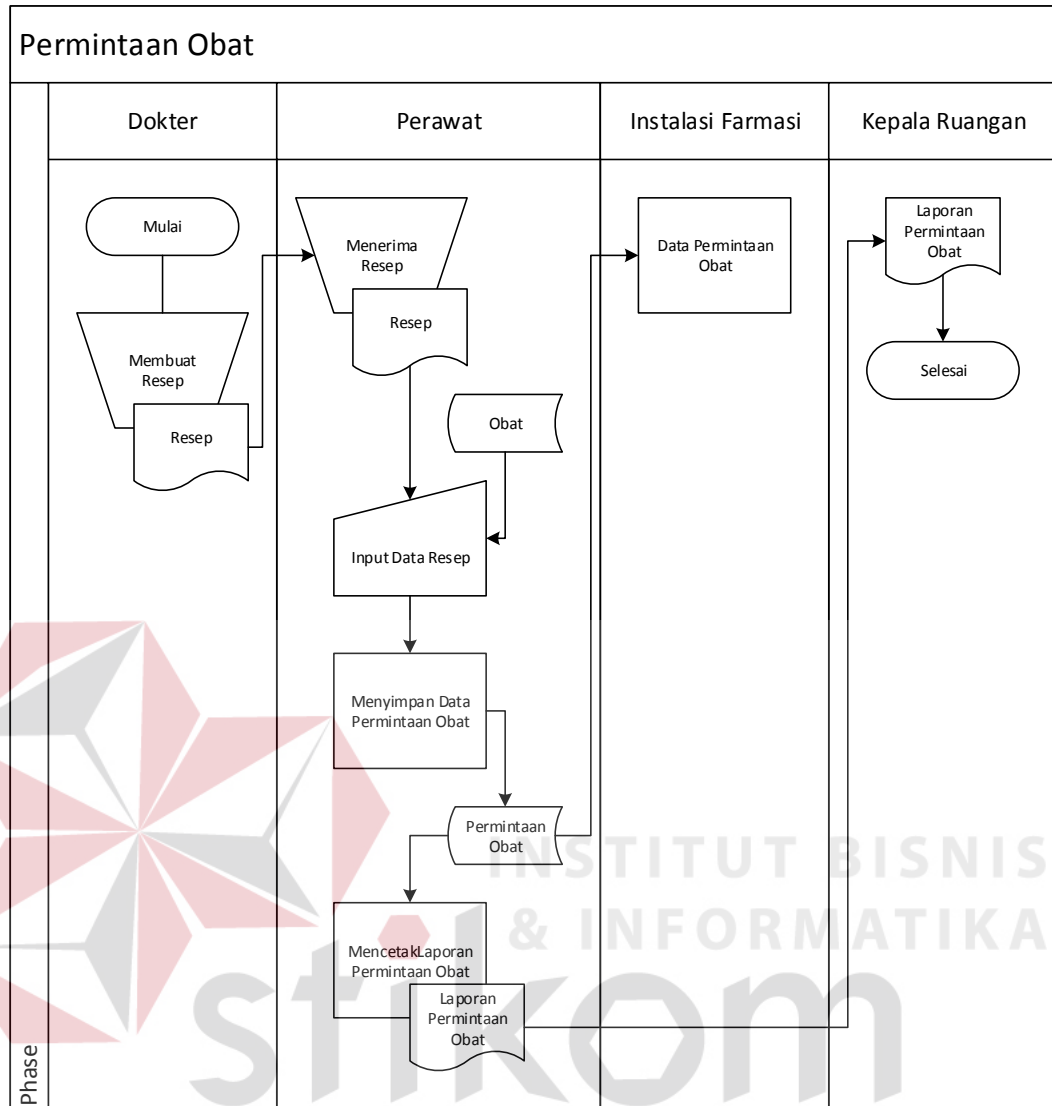 Permintaan Obat
Dokter
Perawat
Instalasi Farmasi
Kepala Ruangan
Mulai
Membuat
Resep
Resep
Menerima
Resep
Resep
Obat
Input Data Resep
Menyimpan Data
Permintaan Obat
Permintaan
Obat
MencetakLaporan
Permintaan Obat
Laporan
Permintaan
Obat
Data Permintaan
Obat
Laporan
Permintaan
Obat
Selesai
Phase
INSTITUT BISNIS
& INFORMATIKA
stikom